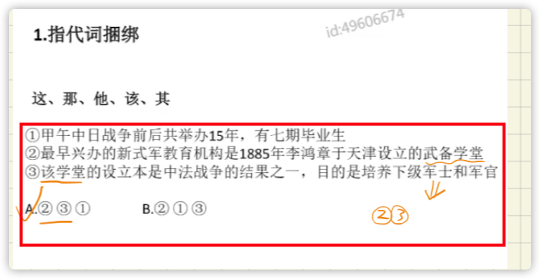 id:49606674
1.指代词捆绑
这、那、他、该、其
①甲午中日战争前后共举办15年，有七期毕业生
②最早兴办的新式军教育机构是1885年李鸿章于天津设立的武备学堂
③该学堂的设立本是中法战争的结果之一，目的是培养下级军士和军官
A.②③① B.②①③ ②③